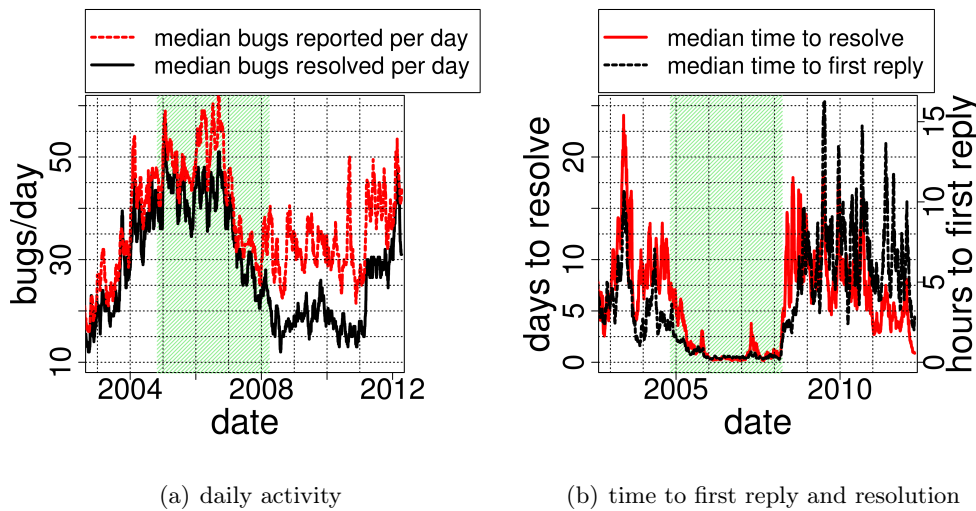 median bugs reported per day
median bugs resolved per day
bugs/day
10
30
50
2004
2008
2012
date
(a) daily activity
median time to resolve
median time to first reply
days to resolve
0
5
10
20
hours to first reply
0
5
10
15
2005
2010
date
(b) time to first reply and resolution